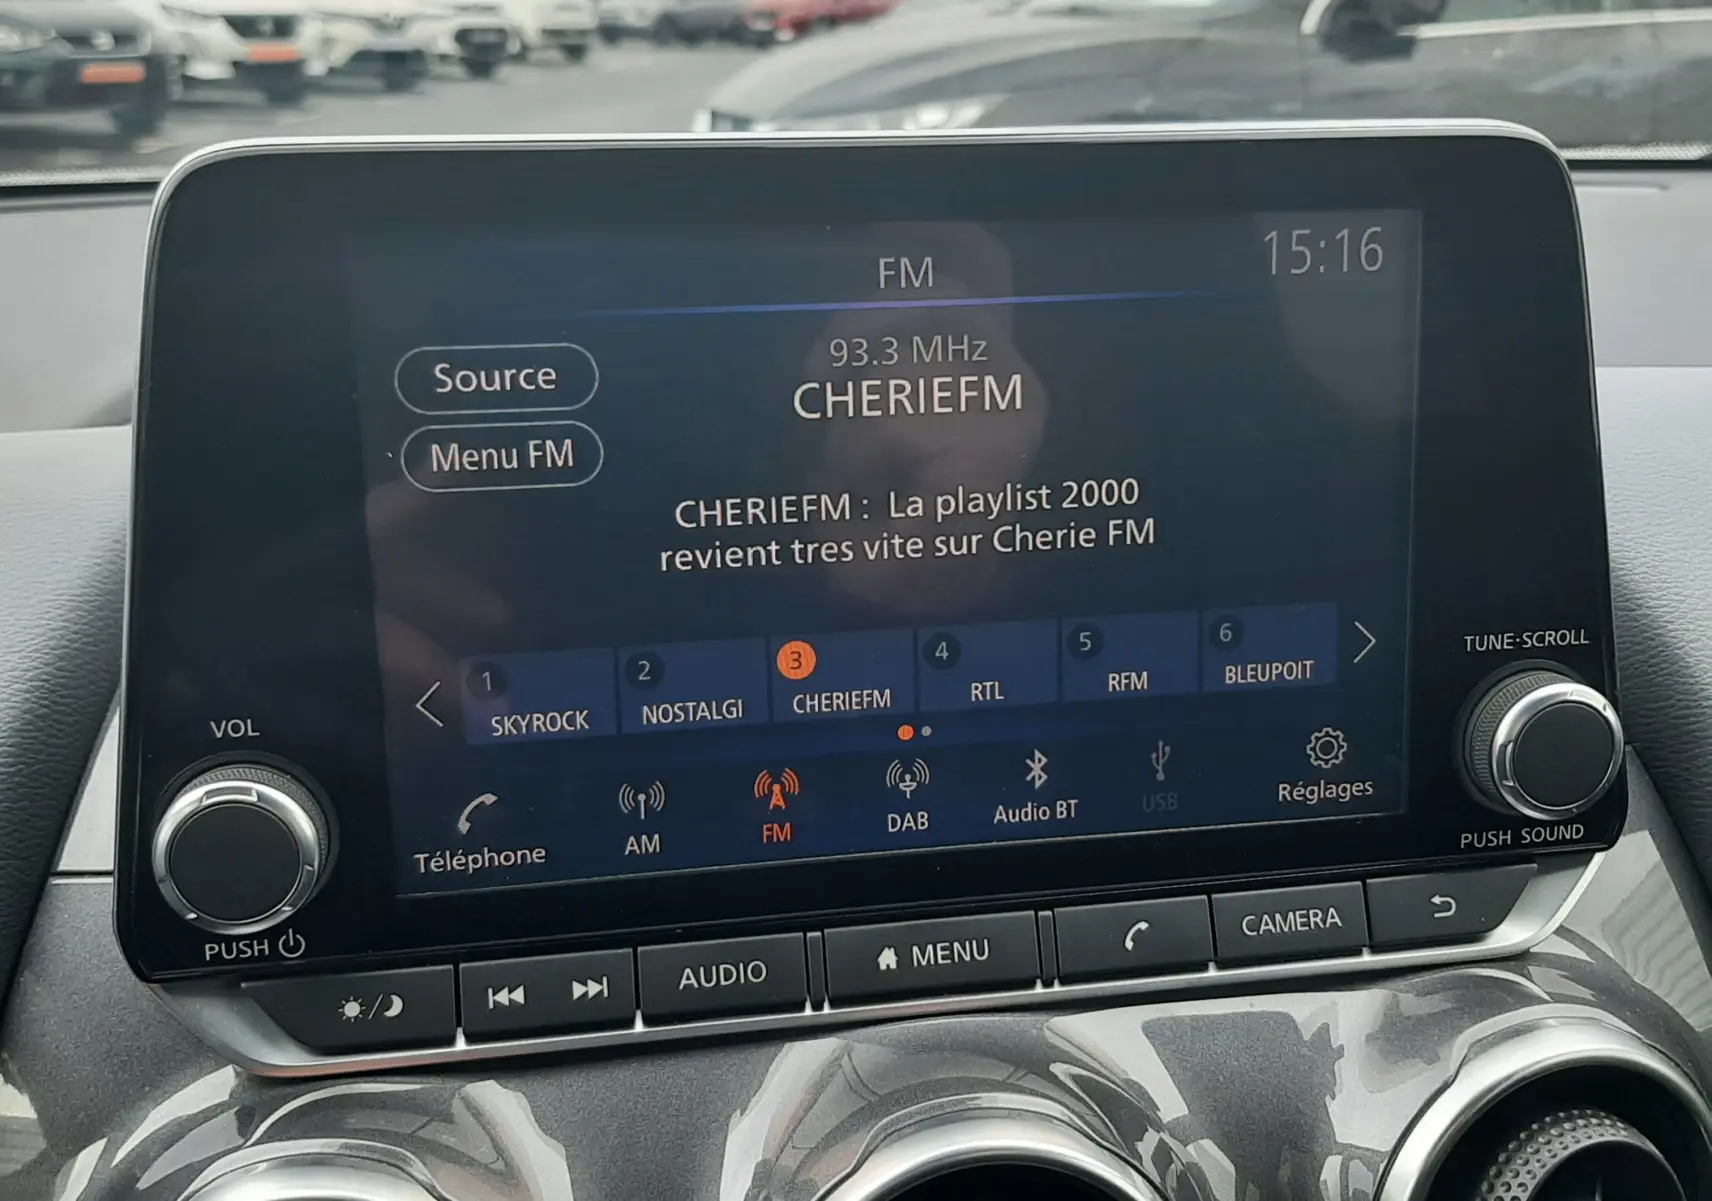 FM
15:16
93.3 MHz
CHERIEFM
Source
Menu FM
CHERIEFM : La playlist 2000
revient tres vite sur Cherie FM
1 SKYROCK
2 NOSTALGI
3 CHERIEFM
4 RTL
5 RFM
6 BLEUPOIT
Téléphone
AM
FM
DAB
Audio BT
USB
Réglages
VOL
PUSH
TUNE·SCROLL
PUSH SOUND
AUDIO
MENU
CAMERA